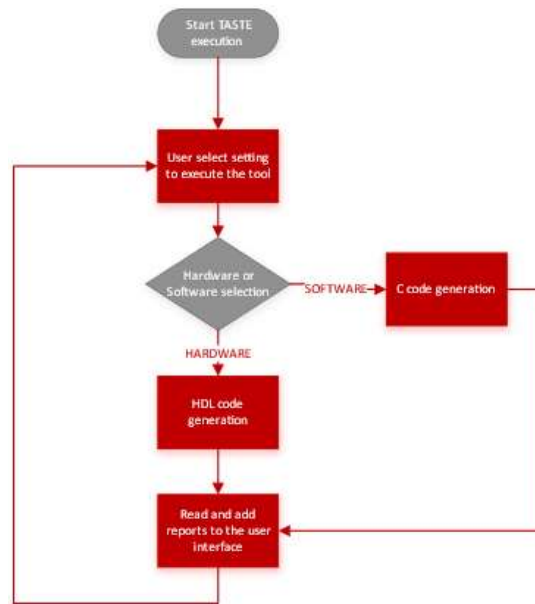 Start TASTE
execution
User select setting
to execute the tool
Hardware or
Software selection
SOFTWARE
C code generation
HARDWARE
HDL code
generation
Read and add
reports to the user
interface